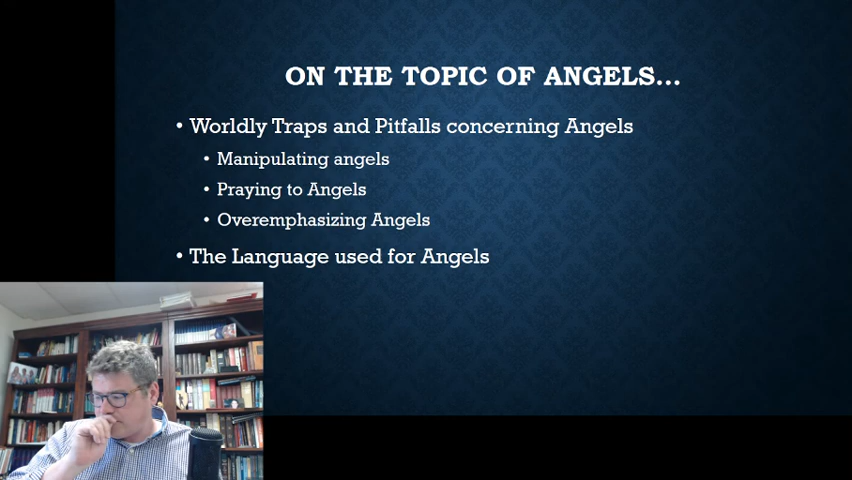 ON THE TOPIC OF ANGELS...
• Worldly Traps and Pitfalls concerning Angels
• Manipulating angels
• Praying to Angels
• Overemphasizing Angels
• The Language used for Angels